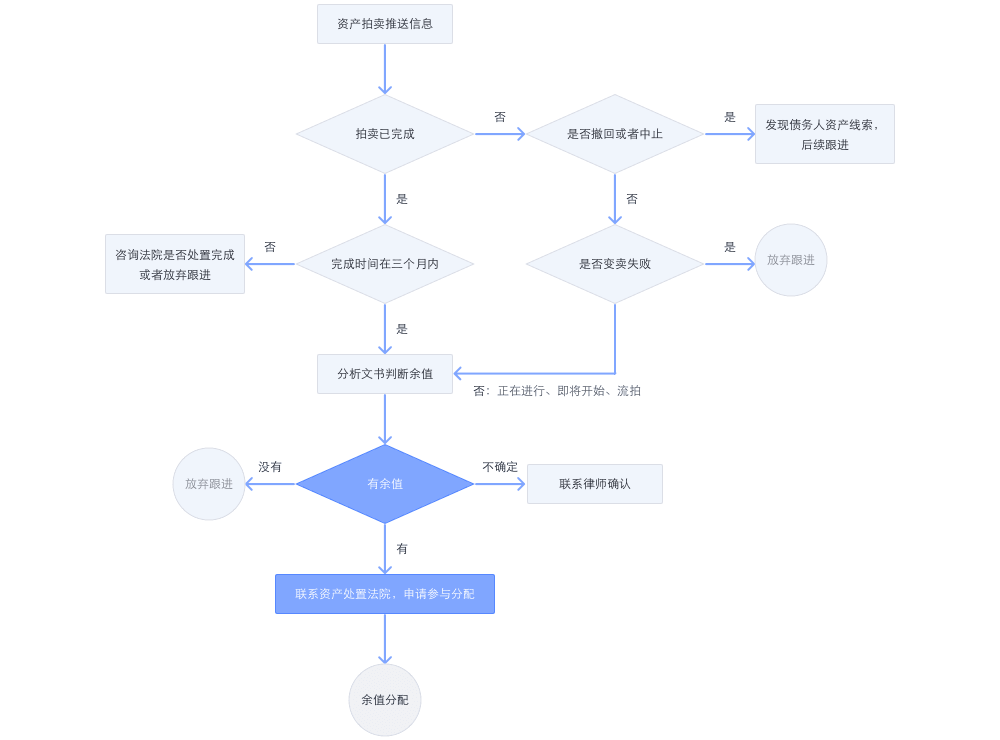 资产拍卖推送信息
拍卖已完成
否
是否撤回或者中止
是
发现债务人资产线索，
后续跟进
是
否
咨询法院是否处置完成
或者放弃跟进
否
完成时间在三个月内
是否变卖失败
是
放弃跟进
是
分析文书判断余值
否：正在进行、即将开始、流拍
放弃跟进
没有
有余值
不确定
联系律师确认
有
联系资产处置法院，申请参与分配
余值分配